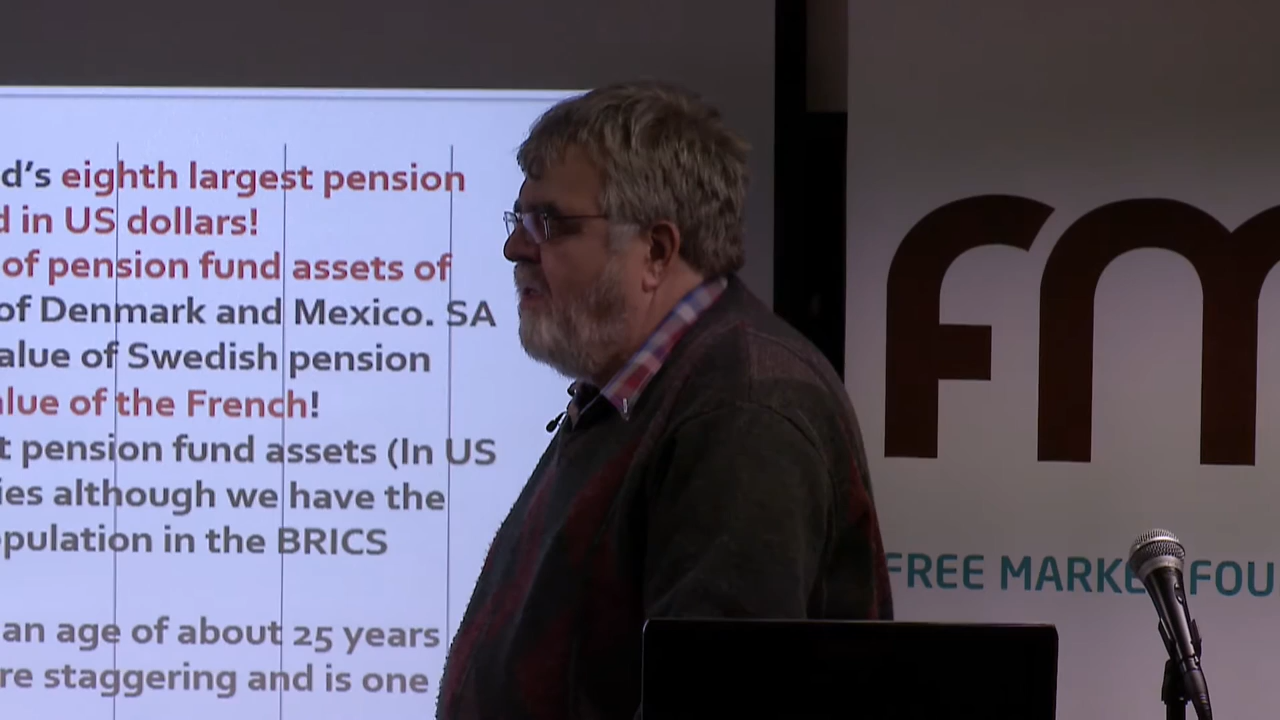 d's eighth largest pension
d in US dollars!
of pension fund assets of
of Denmark and Mexico. SA
alue of Swedish pension
alue of the French!
t pension fund assets (In US
ies although we have the
pulation in the BRICS
an age of about 25 years
re staggering and is one
fm
FREE MARKE FOU